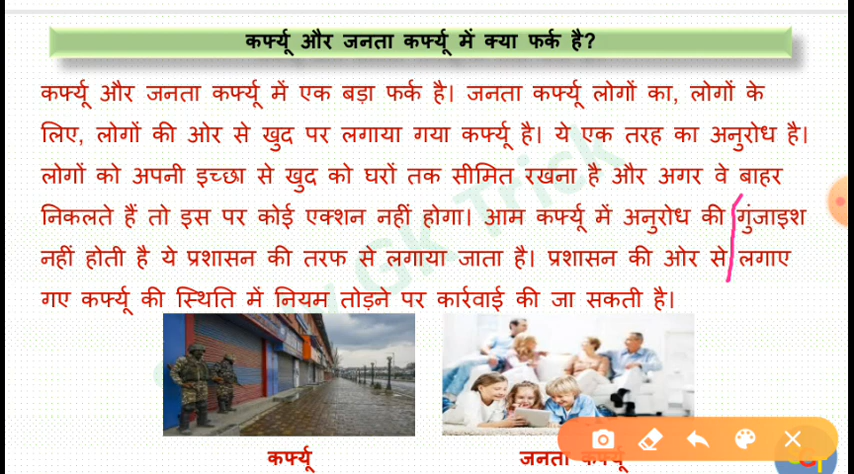 कर्फ्यू और जनता कर्फ्यू में क्या फर्क है?
कर्फ्यू और जनता कर्फ्यू में एक बड़ा फर्क है। जनता कर्फ्यू लोगों का, लोगों के
लिए, लोगों की ओर से खुद पर लगाया गया कर्फ्यू है। ये एक तरह का अनुरोध है।
लोगों को अपनी इच्छा से खुद को घरों तक सीमित रखना है और अगर वे बाहर
निकलते हैं तो इस पर कोई एक्शन नहीं होगा। आम कर्फ्यू में अनुरोध की गुंजाइश
नहीं होती है ये प्रशासन की तरफ से लगाया जाता है। प्रशासन की ओर से लगाए
गए कर्फ्यू की स्थिति में नियम तोड़ने पर कार्रवाई की जा सकती है।
GK Trick
कर्फ्यू
जनता कर्फ्यू